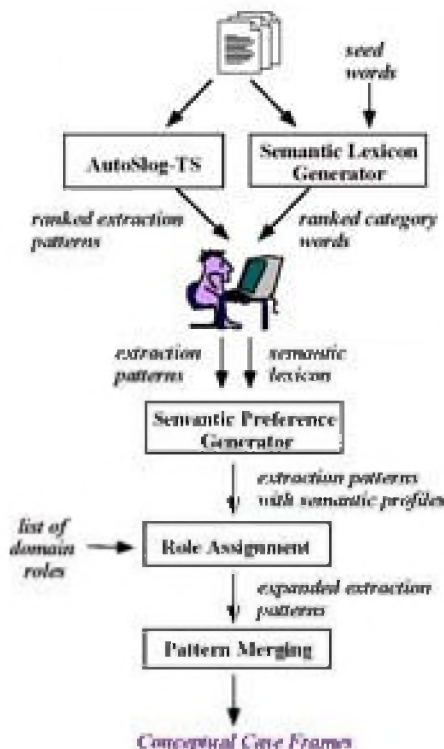 seed
words
AutoSlog-TS
Semantic Lexicon
Generator
ranked extraction
patterns
ranked category
words
extraction
patterns
semantic
lexicon
Semantic Preference
Generator
extraction patterns
with semantic profiles
list of
domain
roles
Role Assignment
expanded extraction
patterns
Pattern Merging
Conceptual Case Frames